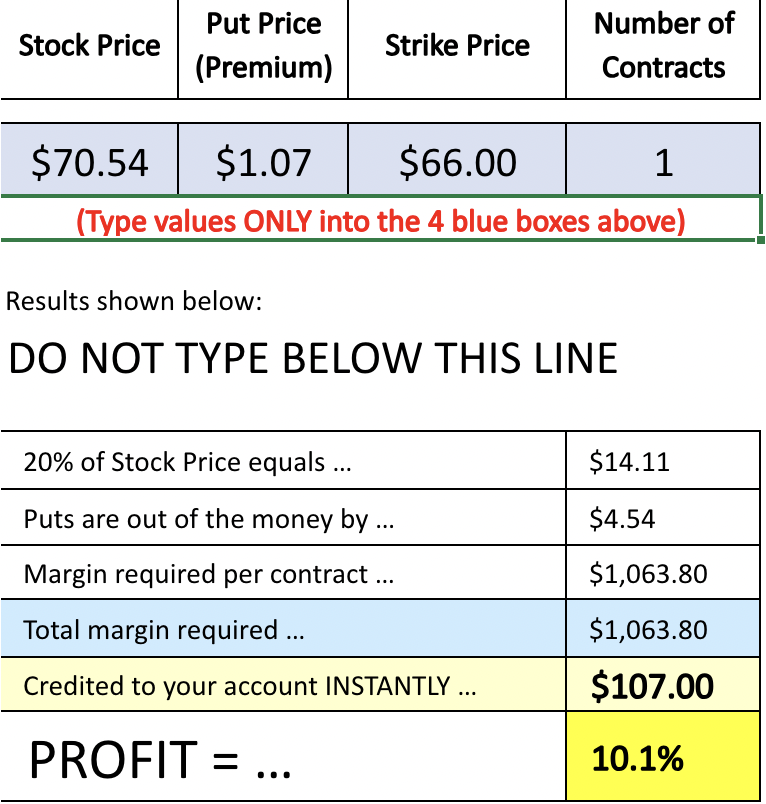 Stock Price
Put Price
(Premium)
Strike Price
Number of
Contracts
$70.54
$1.07
$66.00
1
(Type values ONLY into the 4 blue boxes above)
Results shown below:
DO NOT TYPE BELOW THIS LINE
20% of Stock Price equals ...
$14.11
Puts are out of the money by ...
$4.54
Margin required per contract ...
$1,063.80
Total margin required ...
$1,063.80
Credited to your account INSTANTLY ...
$107.00
PROFIT = ...
10.1%